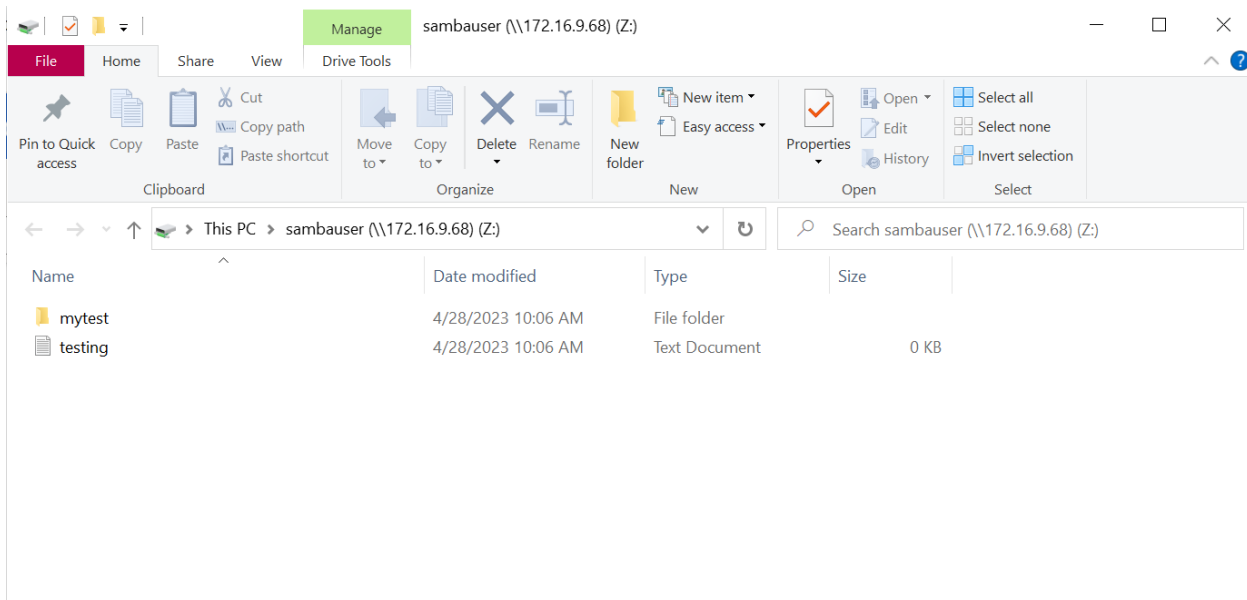 Manage sambauser (\\172.16.9.68) (Z:)
File Home Share View Drive Tools ?
Pin to Quick access
Copy
Paste
Cut
Copy path
Paste shortcut
Move to
Copy to
Delete
Rename
New folder
New item
Easy access
Properties
Open
Edit
History
Select all
Select none
Invert selection
Clipboard Organize New Open Select
This PC > sambauser (\\172.16.9.68) (Z:) Search sambauser (\\172.16.9.68) (Z:)
Name Date modified Type Size
mytest 4/28/2023 10:06 AM File folder
testing 4/28/2023 10:06 AM Text Document 0 KB